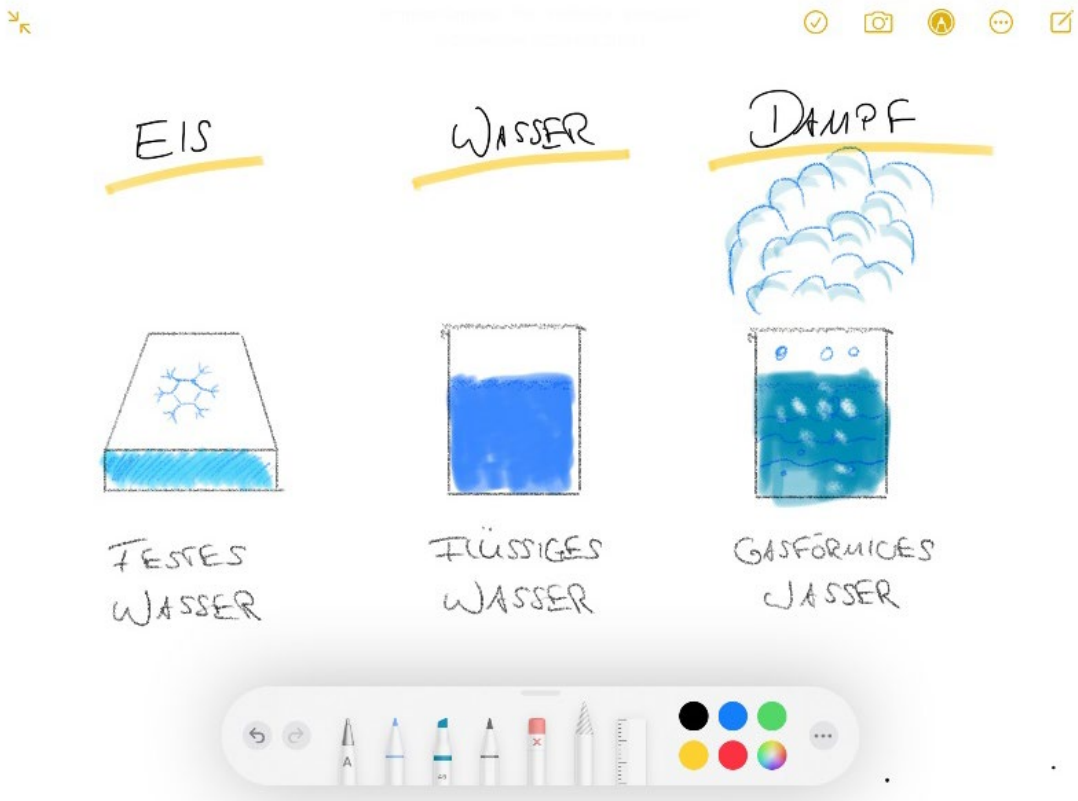 EIS
WASSER
DAMPF
FESTES
WASSER
FLÜSSIGES
WASSER
GASFÖRMIGES
WASSER
A